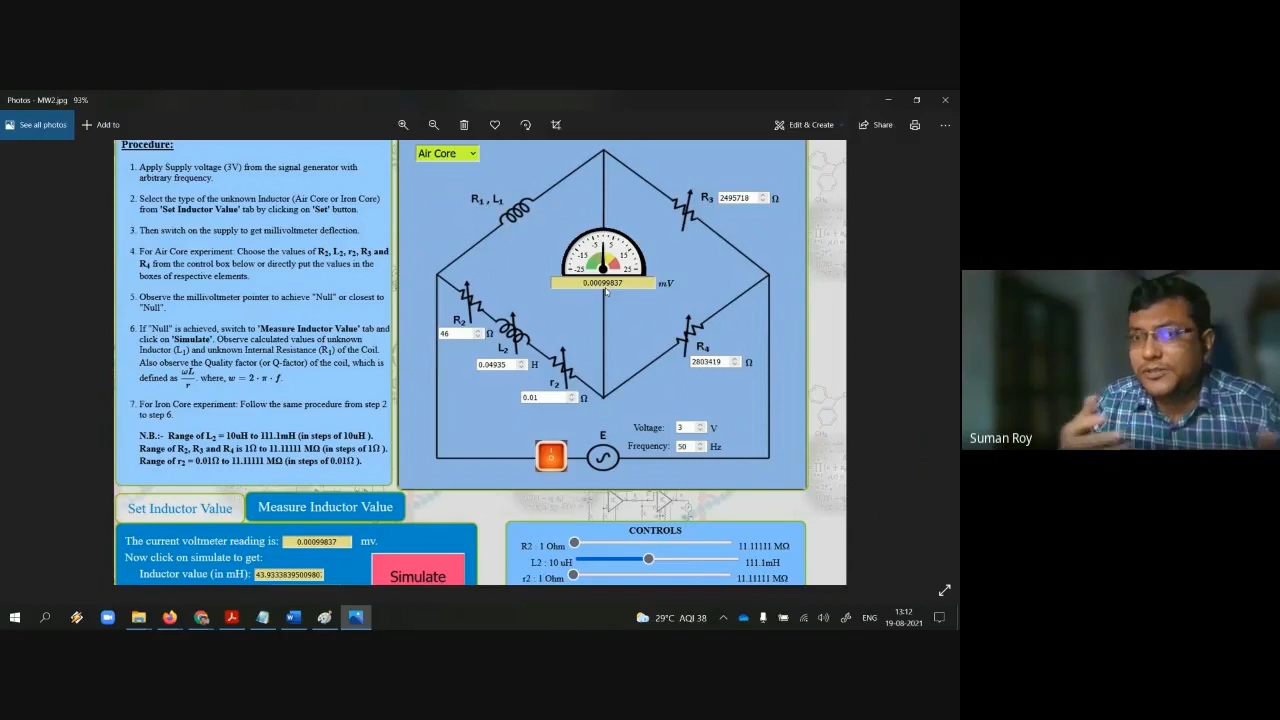 Photos - MW2.jpg 93%
See all photos
Add to
Edit & Create
Share
Procedure:
1. Apply Supply voltage (3V) from the signal generator with
arbitrary frequency.
2. Select the type of the unknown Inductor (Air Core or Iron Core)
from 'Set Inductor Value' tab by clicking on 'Set' button.
3. Then switch on the supply to get millivoltmeter deflection.
4. For Air Core experiment: Choose the values of R2, L2, r2, R3 and
R4 from the control box below or directly put the values in the
boxes of respective elements.
5. Observe the millivoltmeter pointer to achieve "Null" or closest to
"Null".
6. If "Null" is achieved, switch to 'Measure Inductor Value' tab and
click on 'Simulate'. Observe calculated values of unknown
Inductor (L1) and unknown Internal Resistance (R1) of the Coil.
Also observe the Quality factor (or Q-factor) of the coil, which is
defined as ωL/r. where, w = 2 · π · f.
7. For Iron Core experiment: Follow the same procedure from step 2
to step 6.
N.B.:- Range of L2 = 10uH to 111.1mH (in steps of 10uH ).
Range of R2, R3 and R4 is 1Ω to 11.11111 MΩ (in steps of 1Ω ).
Range of r2 = 0.01Ω to 11.11111 MΩ (in steps of 0.01Ω ).
Air Core
R1 , L1
R3 2495718 Ω
-5 5
-15 15
-25 25
0.00099837 mV
R2
46 Ω
L2
0.04935 H
r2
0.01 Ω
R4
2803419 Ω
E
Voltage: 3 V
Frequency: 50 Hz
Set Inductor Value
Measure Inductor Value
The current voltmeter reading is: 0.00099837 mv.
Now click on simulate to get:
Inductor value (in mH): 43.9333839500980
Simulate
CONTROLS
R2 : 1 Ohm 11.11111 MΩ
L2 : 10 uH 111.1mH
r2 : 1 Ohm 11.11111 MΩ
Suman Roy
29°C AQI 38
ENG
13:12
19-08-2021